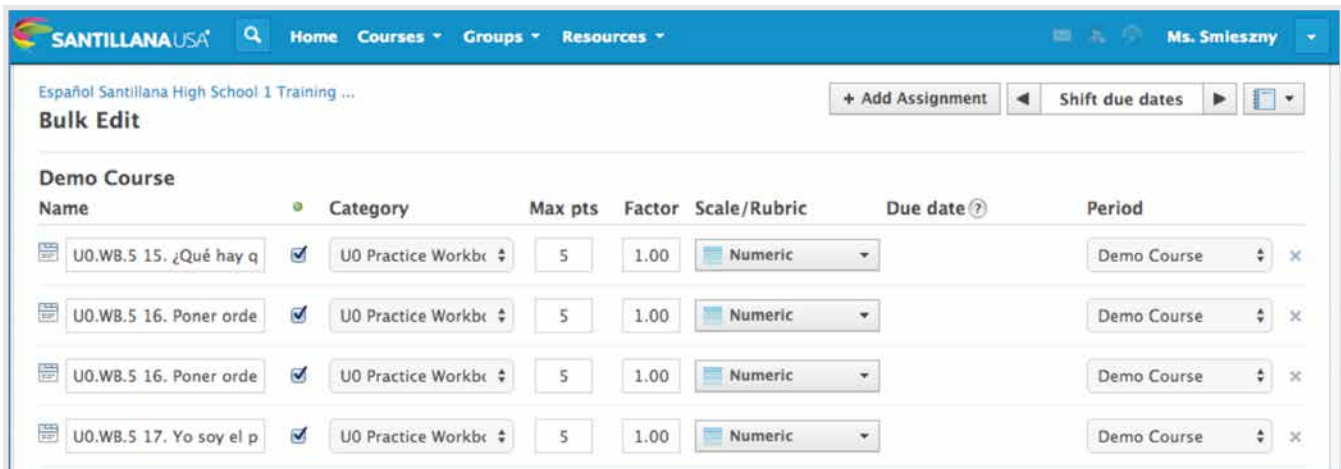 SANTILLANA USA Home Courses Groups Resources Ms. Smieszny
Español Santillana High School 1 Training ...
Bulk Edit
+ Add Assignment Shift due dates
Demo Course
Name Category Max pts Factor Scale/Rubric Due date ? Period
U0.WB.5 15. ¿Qué hay q U0 Practice Workbo 5 1.00 Numeric Demo Course
U0.WB.5 16. Poner orde U0 Practice Workbo 5 1.00 Numeric Demo Course
U0.WB.5 16. Poner orde U0 Practice Workbo 5 1.00 Numeric Demo Course
U0.WB.5 17. Yo soy el p U0 Practice Workbo 5 1.00 Numeric Demo Course